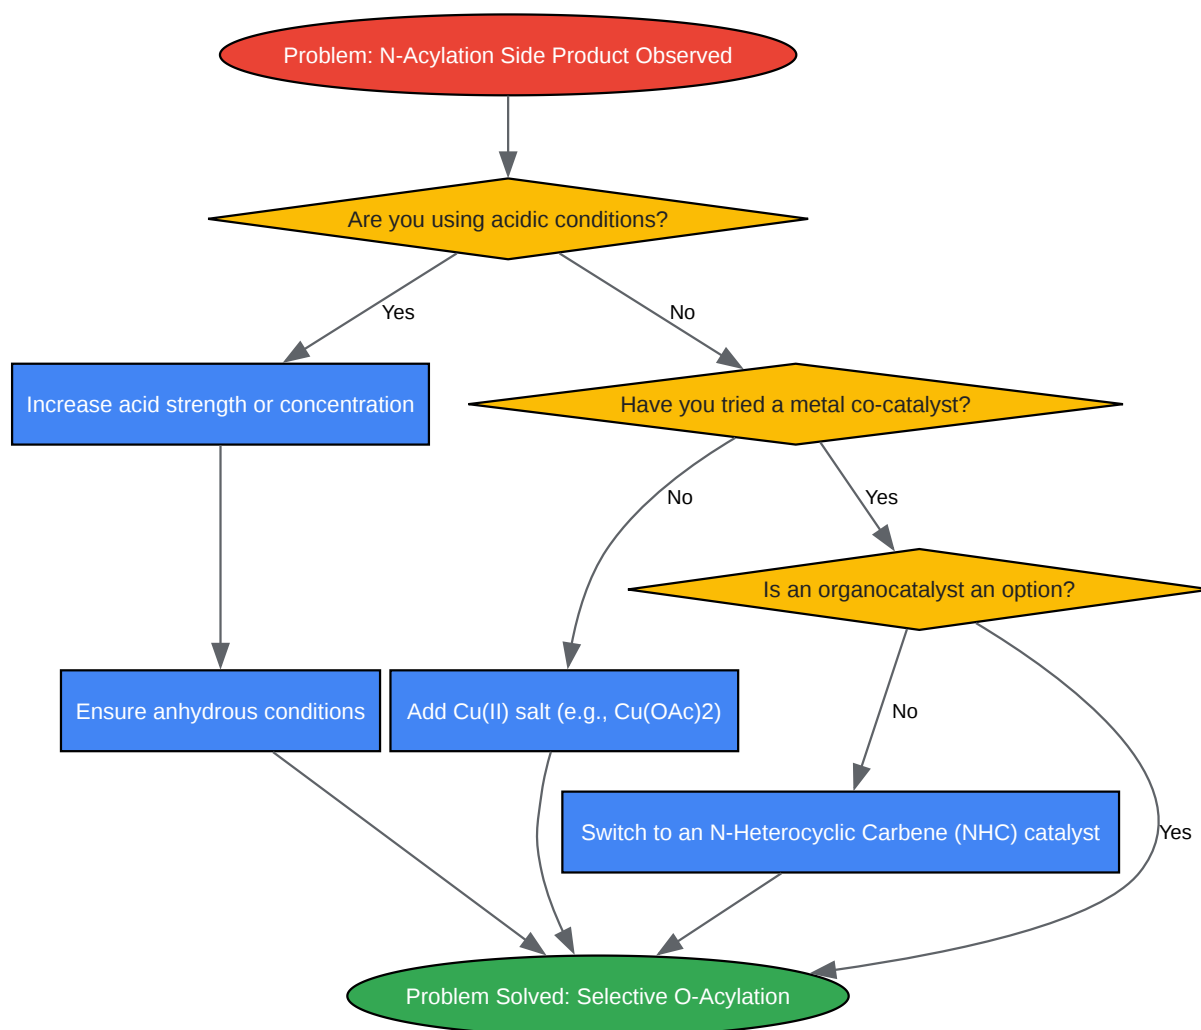 Problem: N-Acylation Side Product Observed
Are you using acidic conditions?
Yes
No
Increase acid strength or concentration
Have you tried a metal co-catalyst?
No
Yes
Is an organocatalyst an option?
Ensure anhydrous conditions
Add Cu(II) salt (e.g., Cu(OAc)2)
No
Switch to an N-Heterocyclic Carbene (NHC) catalyst
Yes
Problem Solved: Selective O-Acylation